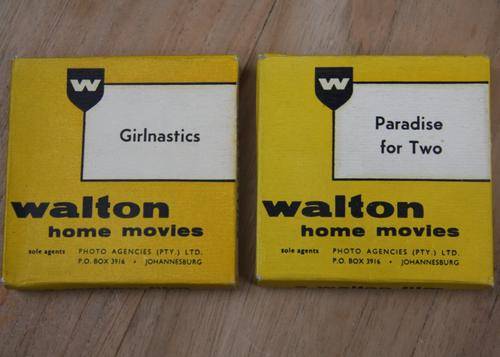 W
Girlnastics
walton
home movies
sole agents PHOTO AGENCIES (PTY.) LTD.
P.O. BOX 3916 • JOHANNESBURG
W
Paradise
for Two
walton
home movies
sole agents PHOTO AGENCIES (PTY.) LTD.
P.O. BOX 3916 • JOHANNESBURG